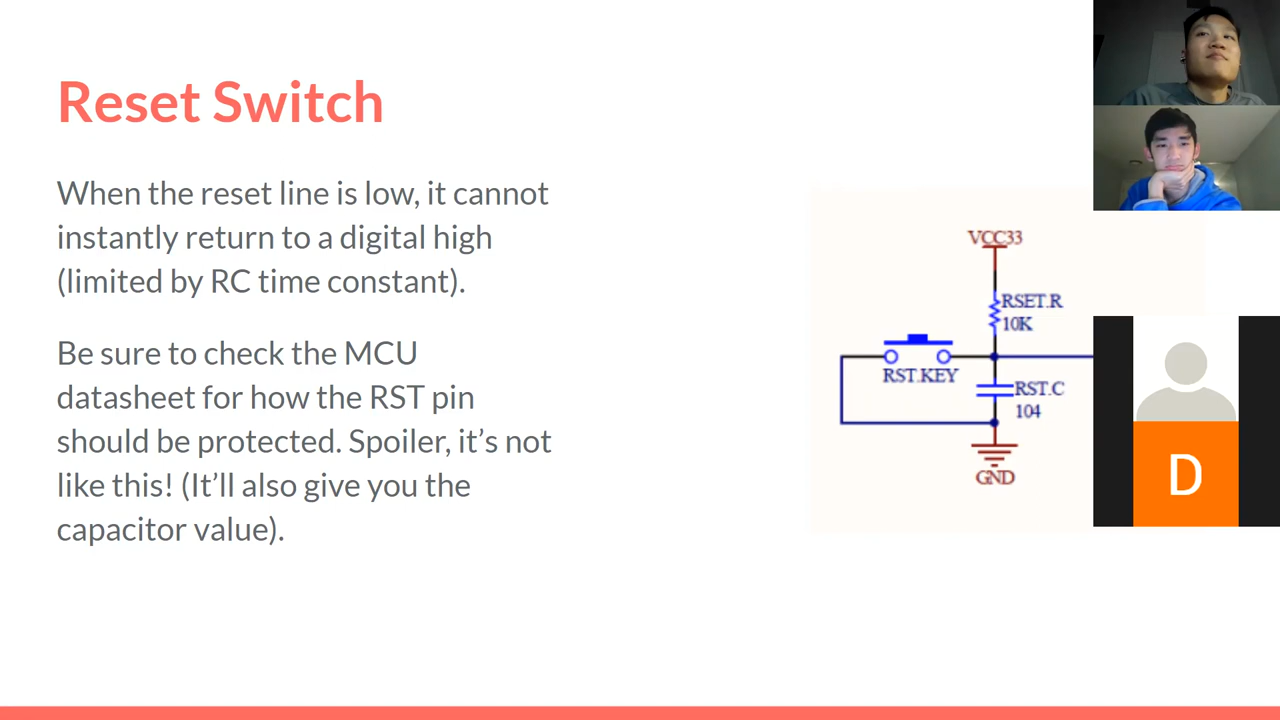 Reset Switch
When the reset line is low, it cannot
instantly return to a digital high
(limited by RC time constant).
Be sure to check the MCU
datasheet for how the RST pin
should be protected. Spoiler, it’s not
like this! (It’ll also give you the
capacitor value).
VCC33
RSET.R
10K
RST.KEY
RST.C
104
GND
D